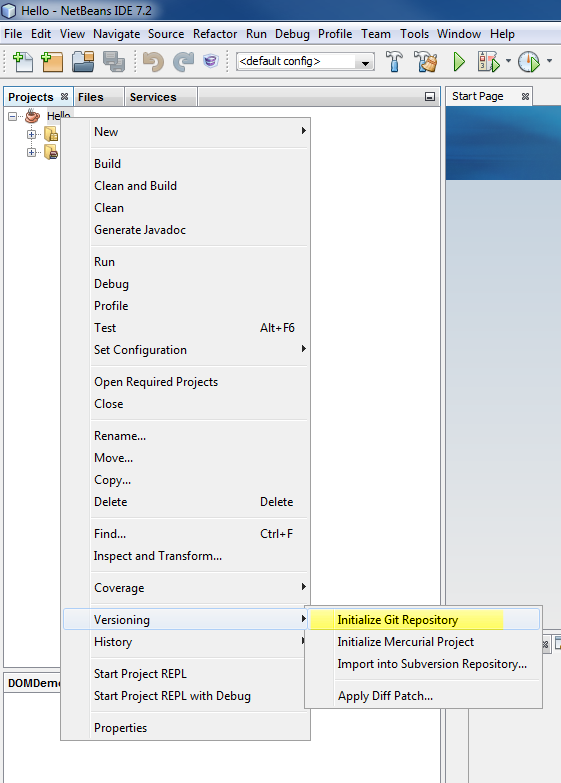 Hello - NetBeans IDE 7.2
File Edit View Navigate Source Refactor Run Debug Profile Team Tools Window Help
<default config>
Projects Files Services
Start Page
Hello
New
Build
Clean and Build
Clean
Generate Javadoc
Run
Debug
Profile
Test Alt+F6
Set Configuration
Open Required Projects
Close
Rename...
Move...
Copy...
Delete Delete
Find... Ctrl+F
Inspect and Transform...
Coverage
Versioning
Initialize Git Repository
History
Initialize Mercurial Project
Import into Subversion Repository...
Start Project REPL
DOMDemo
Start Project REPL with Debug
Apply Diff Patch...
Properties